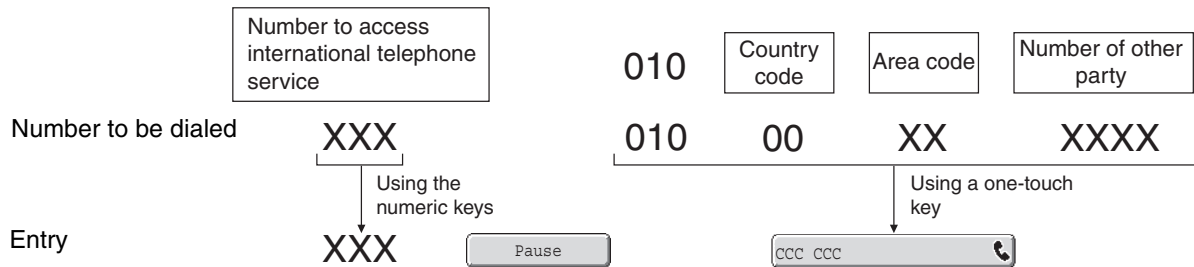 Number to access
international telephone
service
010
Country
code
Area code
Number of other
party
Number to be dialed
XXX
010
00
XX
XXXX
Using the
numeric keys
Using a one-touch
key
Entry
XXX
Pause
CCC CCC